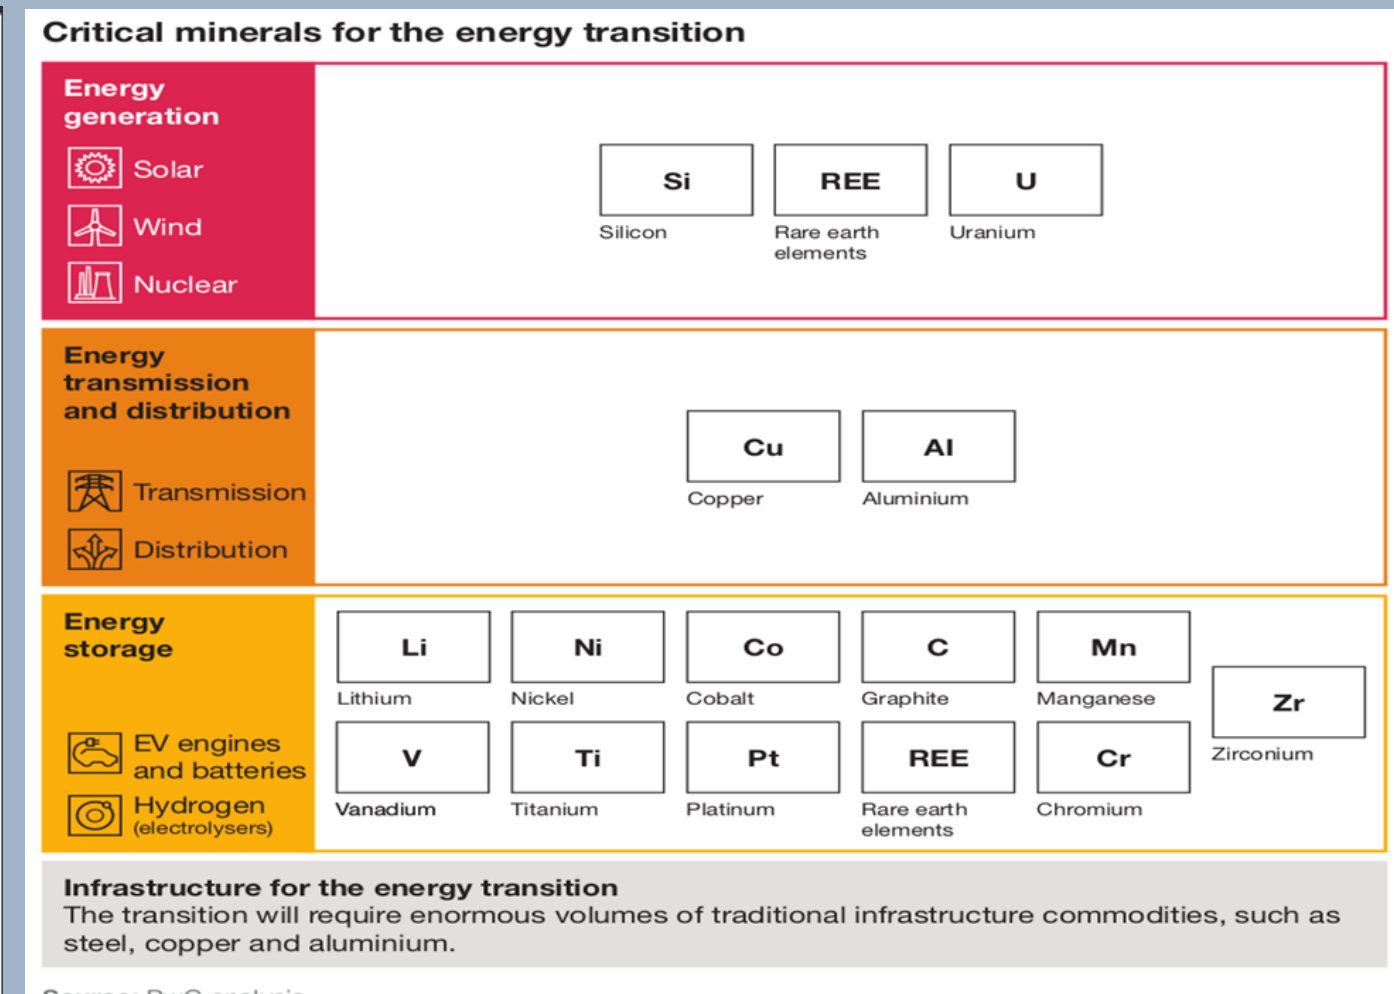 Critical minerals for the energy transition
Energy
generation
Solar
Wind
Nuclear
Si
Silicon
REE
Rare earth
elements
U
Uranium
Energy
transmission
and distribution
Transmission
Distribution
Cu
Copper
Al
Aluminium
Energy
storage
EV engines
and batteries
Hydrogen
(electrolysers)
Li
Lithium
Ni
Nickel
Co
Cobalt
C
Graphite
Mn
Manganese
Zr
Zirconium
V
Vanadium
Ti
Titanium
Pt
Platinum
REE
Rare earth
elements
Cr
Chromium
Infrastructure for the energy transition
The transition will require enormous volumes of traditional infrastructure commodities, such as
steel, copper and aluminium.